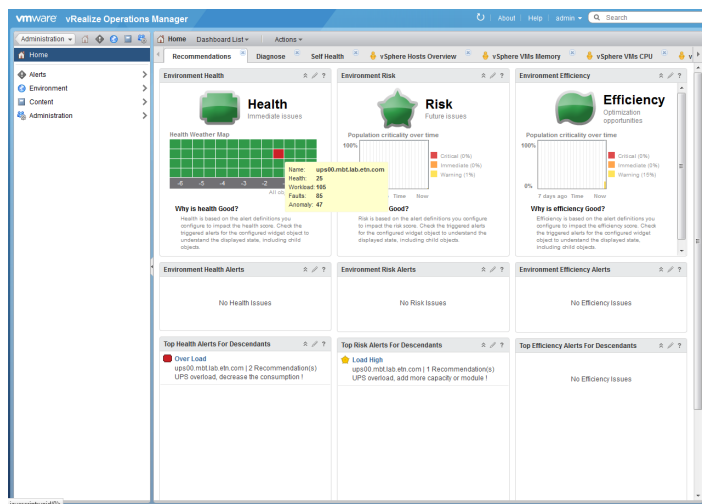 vmware vRealize Operations Manager
About Help admin Search
Administration
Home Dashboard List Actions
Home
Alerts
Environment
Content
Administration
Recommendations Diagnose Self Health vSphere Hosts Overview vSphere VMs Memory vSphere VMs CPU v
Environment Health
Health
Immediate issues
Health Weather Map
-6 -5 -4 -3 -2
All
Name: ups00.mbt.lab.etn.com
Health: 25
Workload: 105
Faults: 85
Anomaly: 47
Why is health Good?
Health is based on the alert definitions you
configure to impact the health score. Check the
triggered alerts for the configured widget object to
understand the displayed state, including child
objects.
Environment Risk
Risk
Future issues
Population criticality over time
100%
Critical (0%)
Immediate (0%)
Warning (1%)
Time Now
Good?
Risk is based on the alert definitions you configure
to impact the risk score. Check the triggered alerts
for the configured widget object to understand the
displayed state, including child objects.
Environment Efficiency
Efficiency
Optimization
opportunities
Population criticality over time
100%
Critical (0%)
Immediate (0%)
Warning (15%)
0%
7 days ago Time Now
Why is efficiency Good?
Efficiency is based on the alert definitions you
configure to impact the efficiency score. Check the
triggered alerts for the configured widget object to
understand the displayed state, including child
objects.
Environment Health Alerts
No Health Issues
Environment Risk Alerts
No Risk Issues
Environment Efficiency Alerts
No Efficiency Issues
Top Health Alerts For Descendants
Over Load
ups00.mbt.lab.etn.com | 2 Recommendation(s)
UPS overload, decrease the consumption !
Top Risk Alerts For Descendants
Load High
ups00.mbt.lab.etn.com | 1 Recommendation(s)
UPS overload, add more capacity or module !
Top Efficiency Alerts For Descendants
No Efficiency Issues